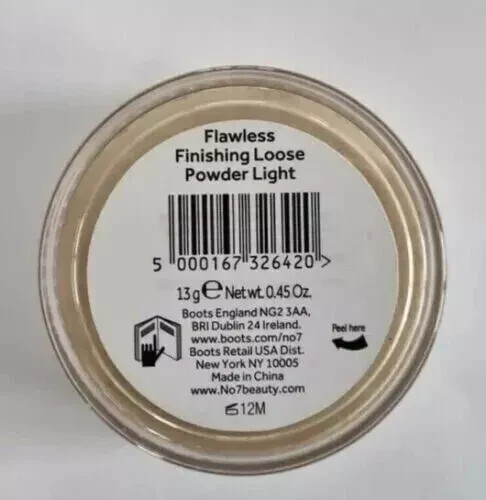 Flawless
Finishing Loose
Powder Light
5 000167 326420 >
13g ℮ Net wt. 0.45 Oz.
Boots England NG2 3AA,
BRI Dublin 24 Ireland.
www.boots.com/no7
Boots Retail USA Dist.
New York NY 10005
Made in China
www.No7beauty.com
Peel here
12M